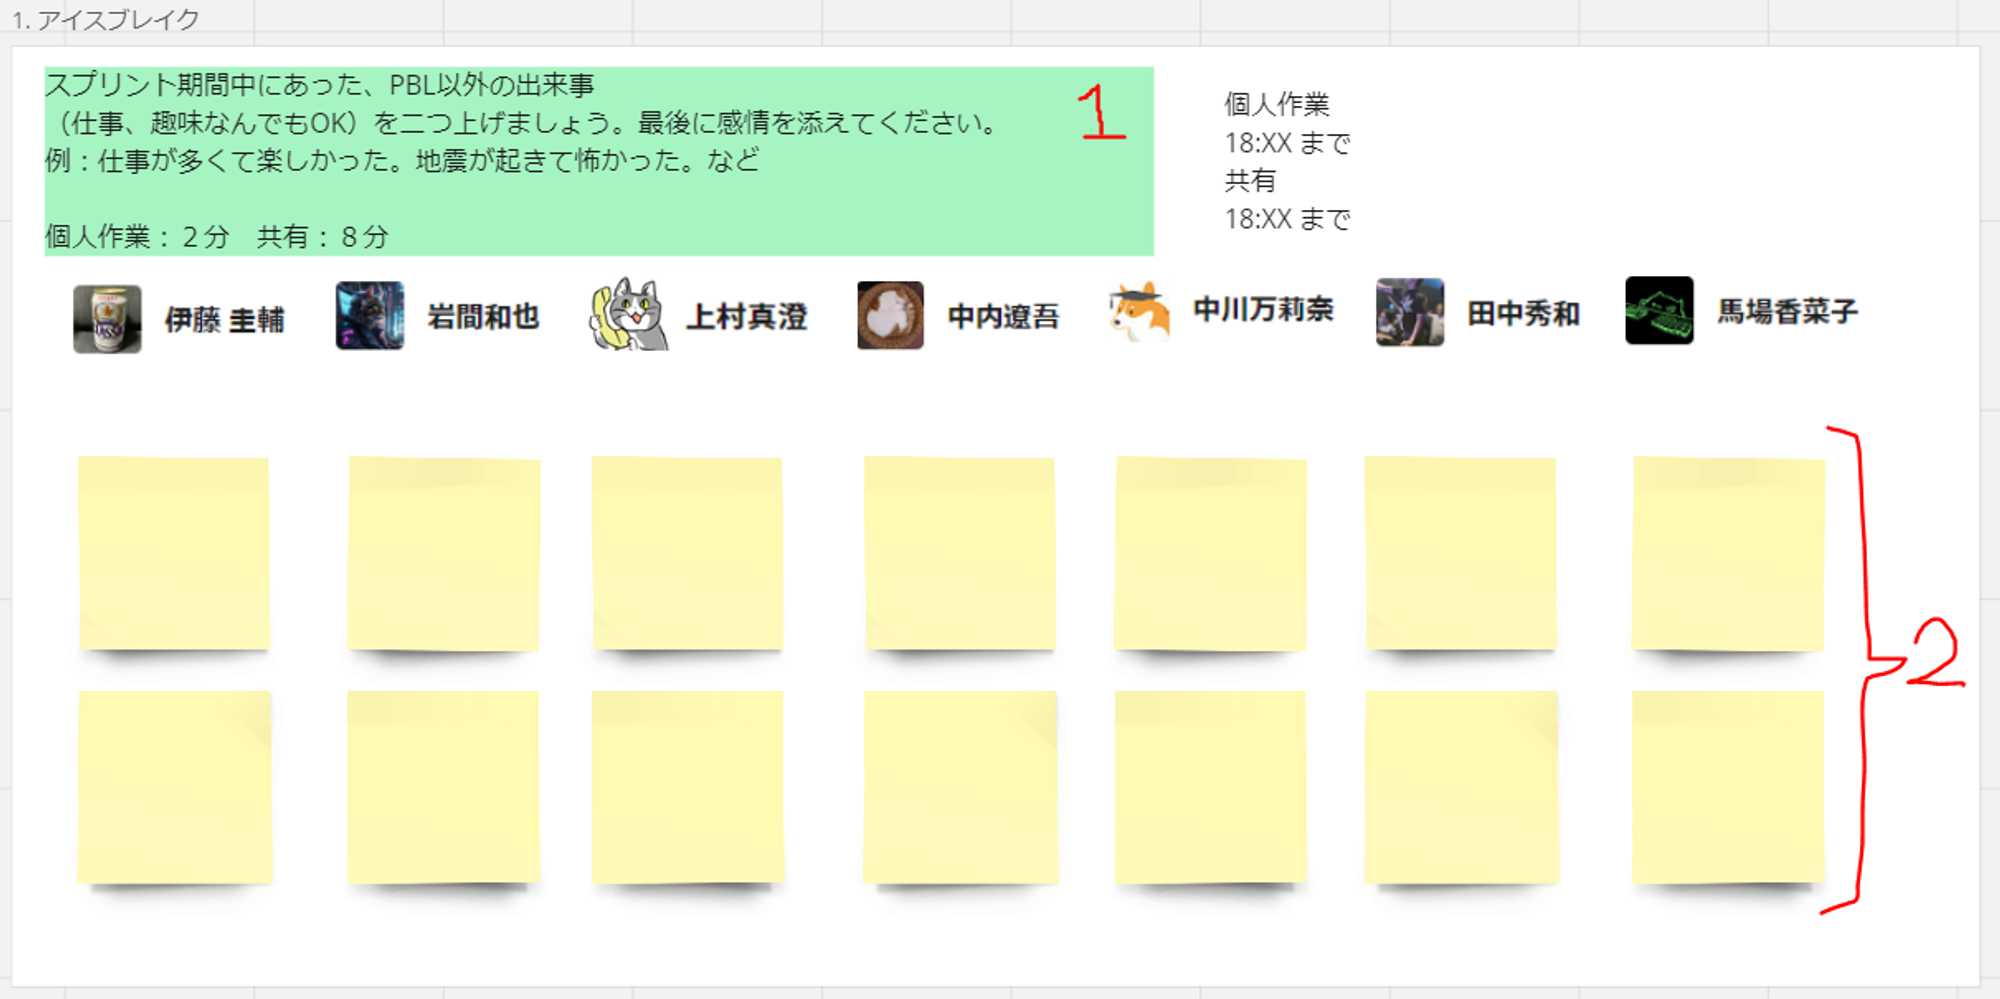 1. アイスブレイク
スプリント期間中にあった、PBL以外の出来事
（仕事、趣味なんでもOK）を二つ上げましょう。最後に感情を添えてください。
例：仕事が多くて楽しかった。地震が起きて怖かった。など
個人作業：２分　共有：８分
1
個人作業
18:XX まで
共有
18:XX まで
伊藤 圭輔
岩間和也
上村真澄
中内遼吾
中川万莉奈
田中秀和
馬場香菜子
2